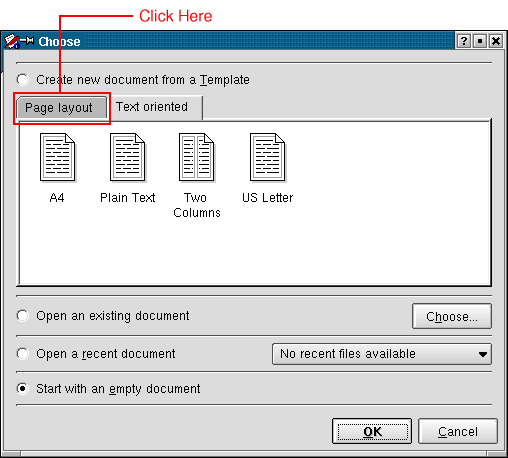 Click Here
Choose
Create new document from a Template
Page layout
Text oriented
A4
Plain Text
Two
Columns
US Letter
Open an existing document
Choose...
Open a recent document
No recent files available
Start with an empty document
OK
Cancel